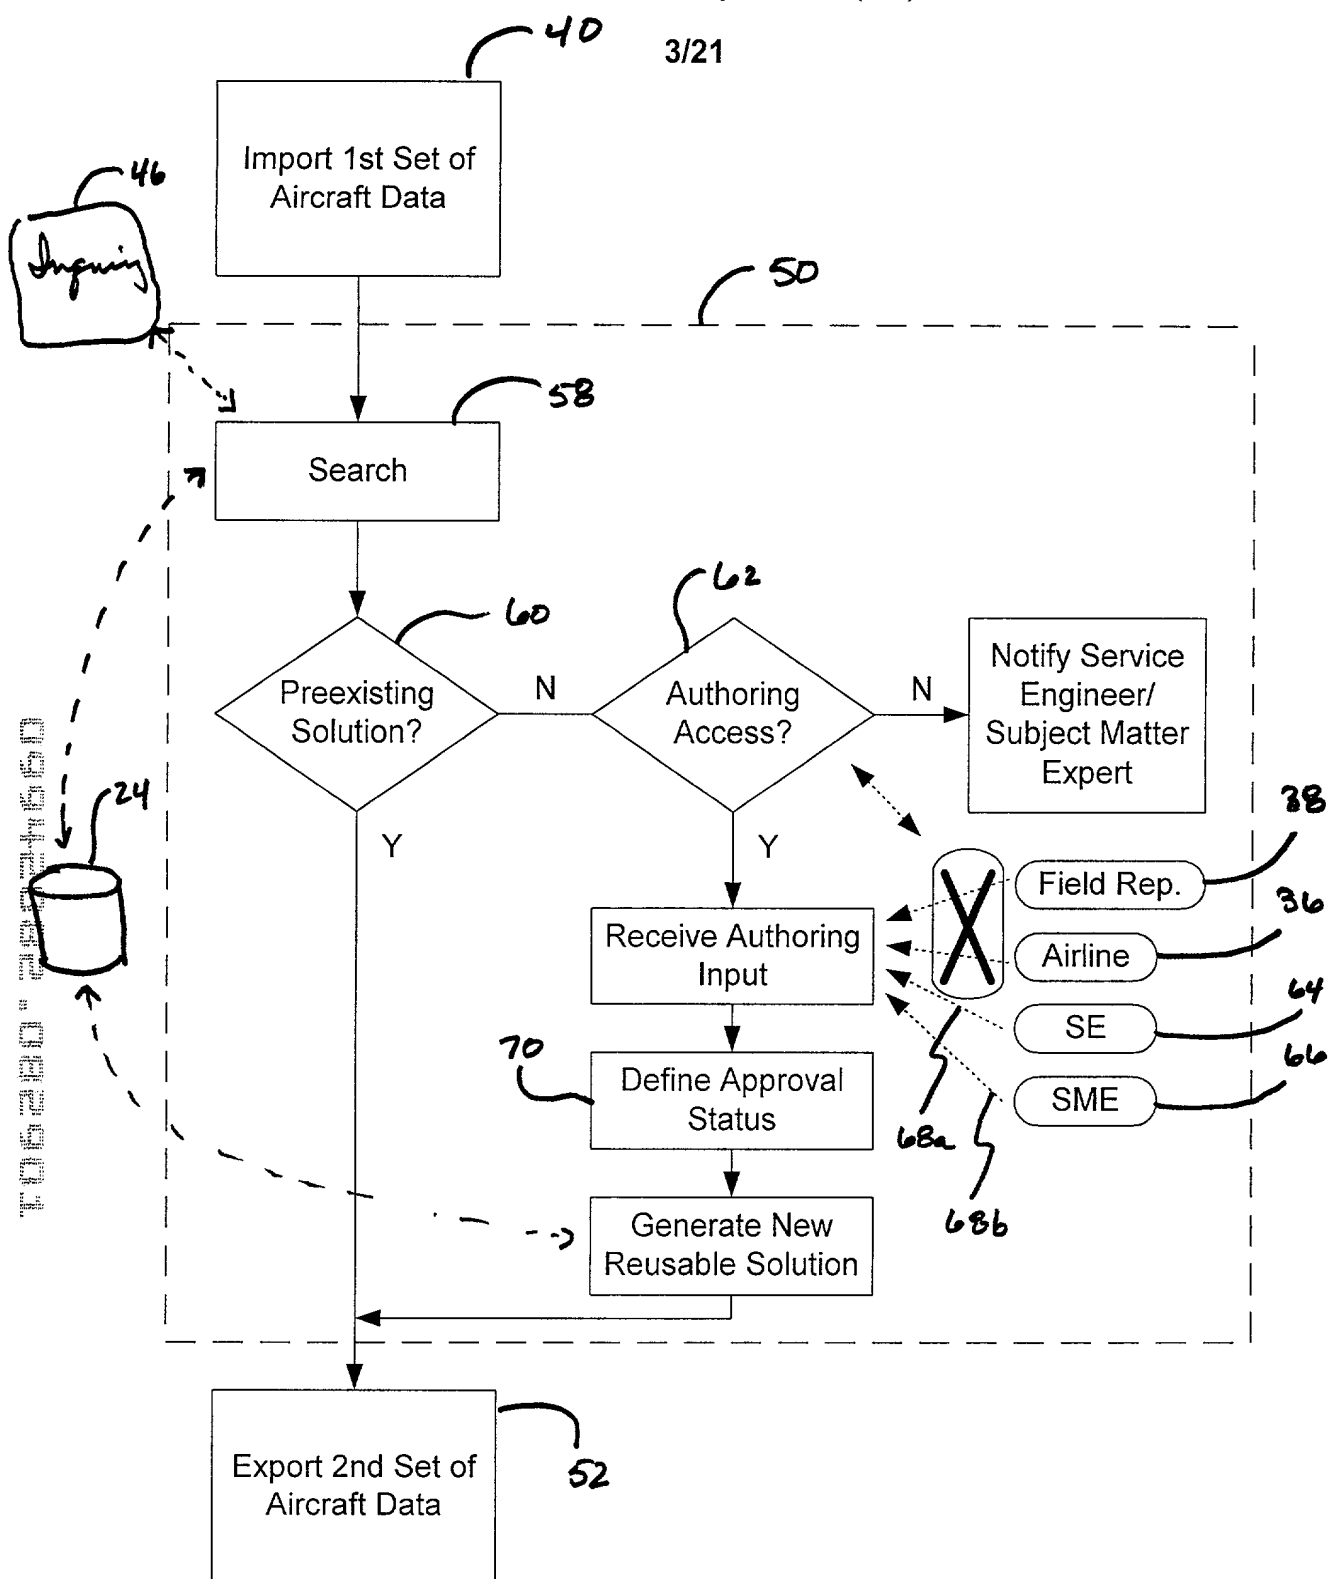 40
3/21
Import 1st Set of
Aircraft Data
46
Inquiry
50
58
Search
60
62
Preexisting
Solution?
N
Authoring
Access?
N
Notify Service
Engineer/
Subject Matter
Expert
24
Y
Y
38
Field Rep.
36
Receive Authoring
Input
Airline
64
SE
70
Define Approval
Status
66
SME
68a
68b
Generate New
Reusable Solution
Export 2nd Set of
Aircraft Data
52